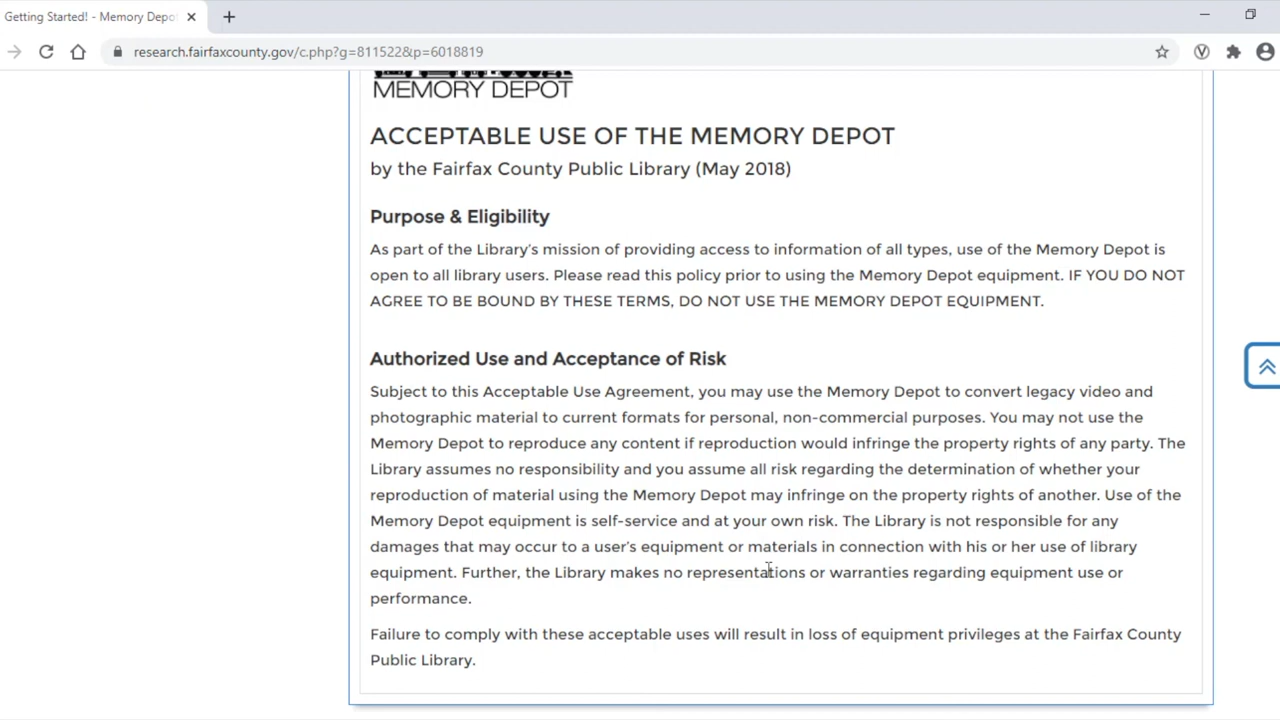 Getting Started! - Memory Depo
research.fairfaxcounty.gov/c.php?g=811522&p=6018819
MEMORY DEPOT
ACCEPTABLE USE OF THE MEMORY DEPOT
by the Fairfax County Public Library (May 2018)
Purpose & Eligibility
As part of the Library's mission of providing access to information of all types, use of the Memory Depot is
open to all library users. Please read this policy prior to using the Memory Depot equipment. IF YOU DO NOT
AGREE TO BE BOUND BY THESE TERMS, DO NOT USE THE MEMORY DEPOT EQUIPMENT.
Authorized Use and Acceptance of Risk
Subject to this Acceptable Use Agreement, you may use the Memory Depot to convert legacy video and
photographic material to current formats for personal, non-commercial purposes. You may not use the
Memory Depot to reproduce any content if reproduction would infringe the property rights of any party. The
Library assumes no responsibility and you assume all risk regarding the determination of whether your
reproduction of material using the Memory Depot may infringe on the property rights of another. Use of the
Memory Depot equipment is self-service and at your own risk. The Library is not responsible for any
damages that may occur to a user's equipment or materials in connection with his or her use of library
equipment. Further, the Library makes no representations or warranties regarding equipment use or
performance.
Failure to comply with these acceptable uses will result in loss of equipment privileges at the Fairfax County
Public Library.